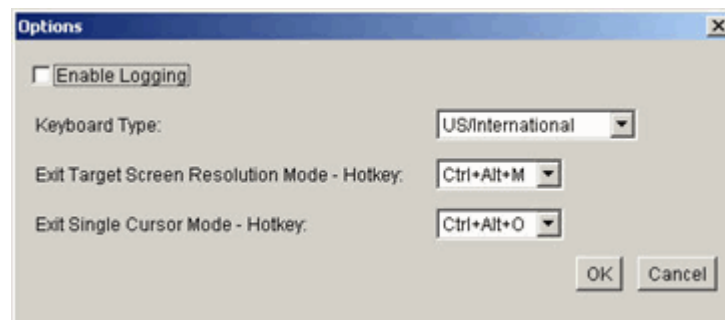 Options
Enable Logging
Keyboard Type: US/International
Exit Target Screen Resolution Mode - Hotkey: Ctrl+Alt+M
Exit Single Cursor Mode - Hotkey: Ctrl+Alt+O
OK Cancel